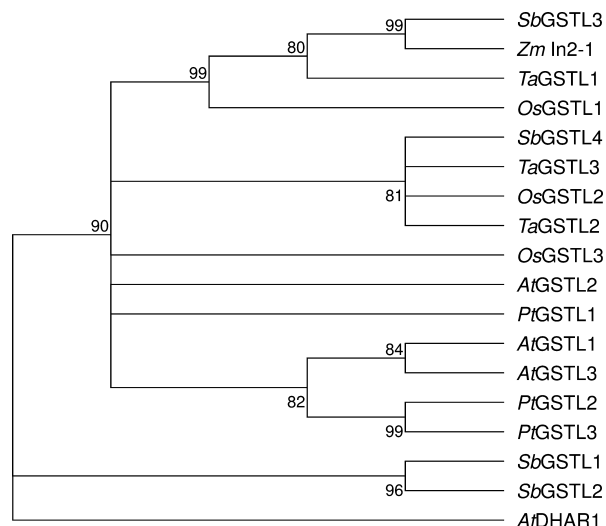 99
SbGSTL3
80
Zm In2-1
99
TaGSTL1
OsGSTL1
SbGSTL4
TaGSTL3
81
OsGSTL2
TaGSTL2
90
OsGSTL3
AtGSTL2
PtGSTL1
84
AtGSTL1
AtGSTL3
82
PtGSTL2
99
PtGSTL3
SbGSTL1
96
SbGSTL2
AtDHAR1